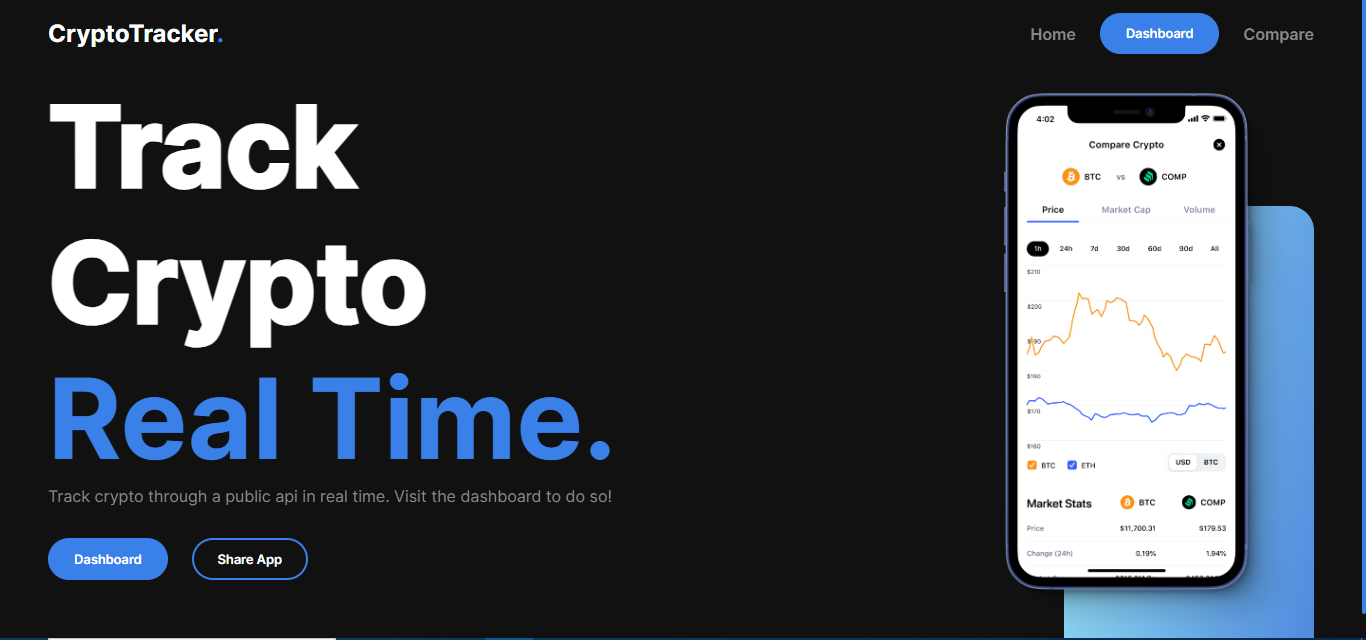 CryptoTracker.
Home Dashboard Compare
Track
Crypto
Real Time.
Track crypto through a public api in real time. Visit the dashboard to do so!
Dashboard Share App
4:02
Compare Crypto
BTC vs COMP
Price Market Cap Volume
1h 24h 7d 30d 60d 90d All
$210
$200
$190
$180
$170
$160
BTC ETH USD BTC
Market Stats BTC COMP
Price $11,700.31 $179.53
Change (24h) 0.19% 1.94%